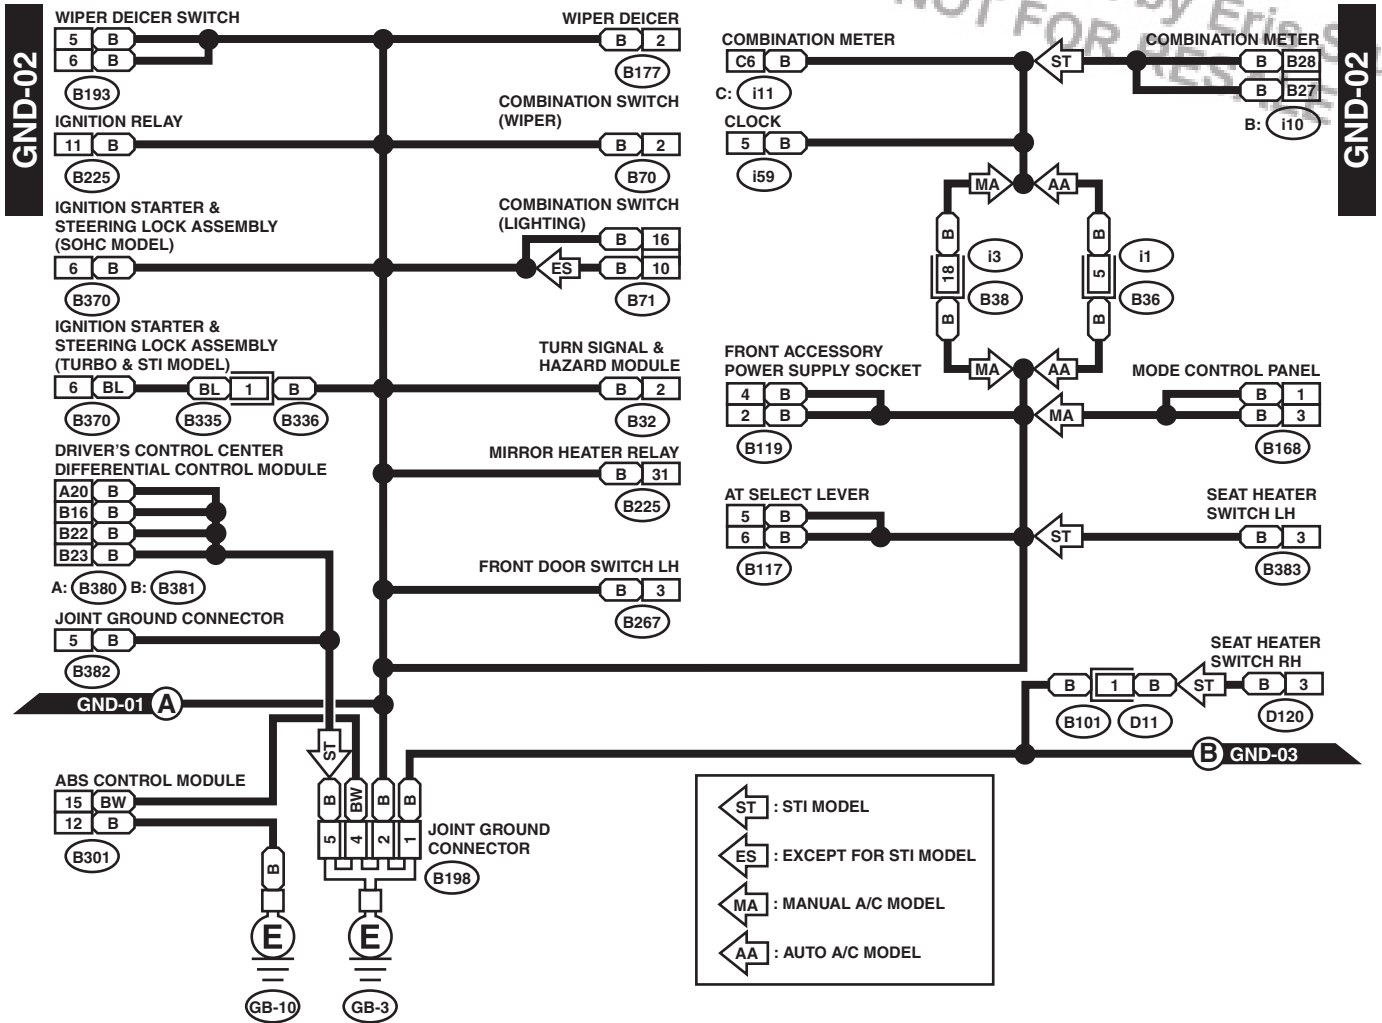 GND-02
WIPER DEICER SWITCH
5 B
6 B
B193
IGNITION RELAY
11 B
B225
IGNITION STARTER &
STEERING LOCK ASSEMBLY
(SOHC MODEL)
6 B
B370
IGNITION STARTER &
STEERING LOCK ASSEMBLY
(TURBO & STI MODEL)
6 BL BL 1 B
B370 B335 B336
DRIVER'S CONTROL CENTER
DIFFERENTIAL CONTROL MODULE
A20 B
B16 B
B22 B
B23 B
A: B380 B: B381
JOINT GROUND CONNECTOR
5 B
B382
GND-01 A
ABS CONTROL MODULE
15 BW
12 B
B301
B
E
GB-10
WIPER DEICER
B 2
B177
COMBINATION SWITCH
(WIPER)
B 2
B70
COMBINATION SWITCH
(LIGHTING)
B 16
ES B 10
B71
TURN SIGNAL &
HAZARD MODULE
B 2
B32
MIRROR HEATER RELAY
B 31
B225
FRONT DOOR SWITCH LH
B 3
B267
ST
B BW B B
5 4 2 1
JOINT GROUND
CONNECTOR
B198
E
GB-3
by Eris
NOT FOR RESALE
COMBINATION METER
C6 B
C: i11
CLOCK
5 B
i59
ST
COMBINATION METER
B B28
B B27
B: i10
MA AA
B B
18 i3 5 i1
B38 B36
B B
MA AA
FRONT ACCESSORY
POWER SUPPLY SOCKET
4 B
2 B
B119
MA
MODE CONTROL PANEL
B 1
B 3
B168
AT SELECT LEVER
5 B
6 B
B117
ST
SEAT HEATER
SWITCH LH
B 3
B383
SEAT HEATER
SWITCH RH
B 1 B ST B 3
B101 D11 D120
B GND-03
ST : STI MODEL
ES : EXCEPT FOR STI MODEL
MA : MANUAL A/C MODEL
AA : AUTO A/C MODEL
GND-02